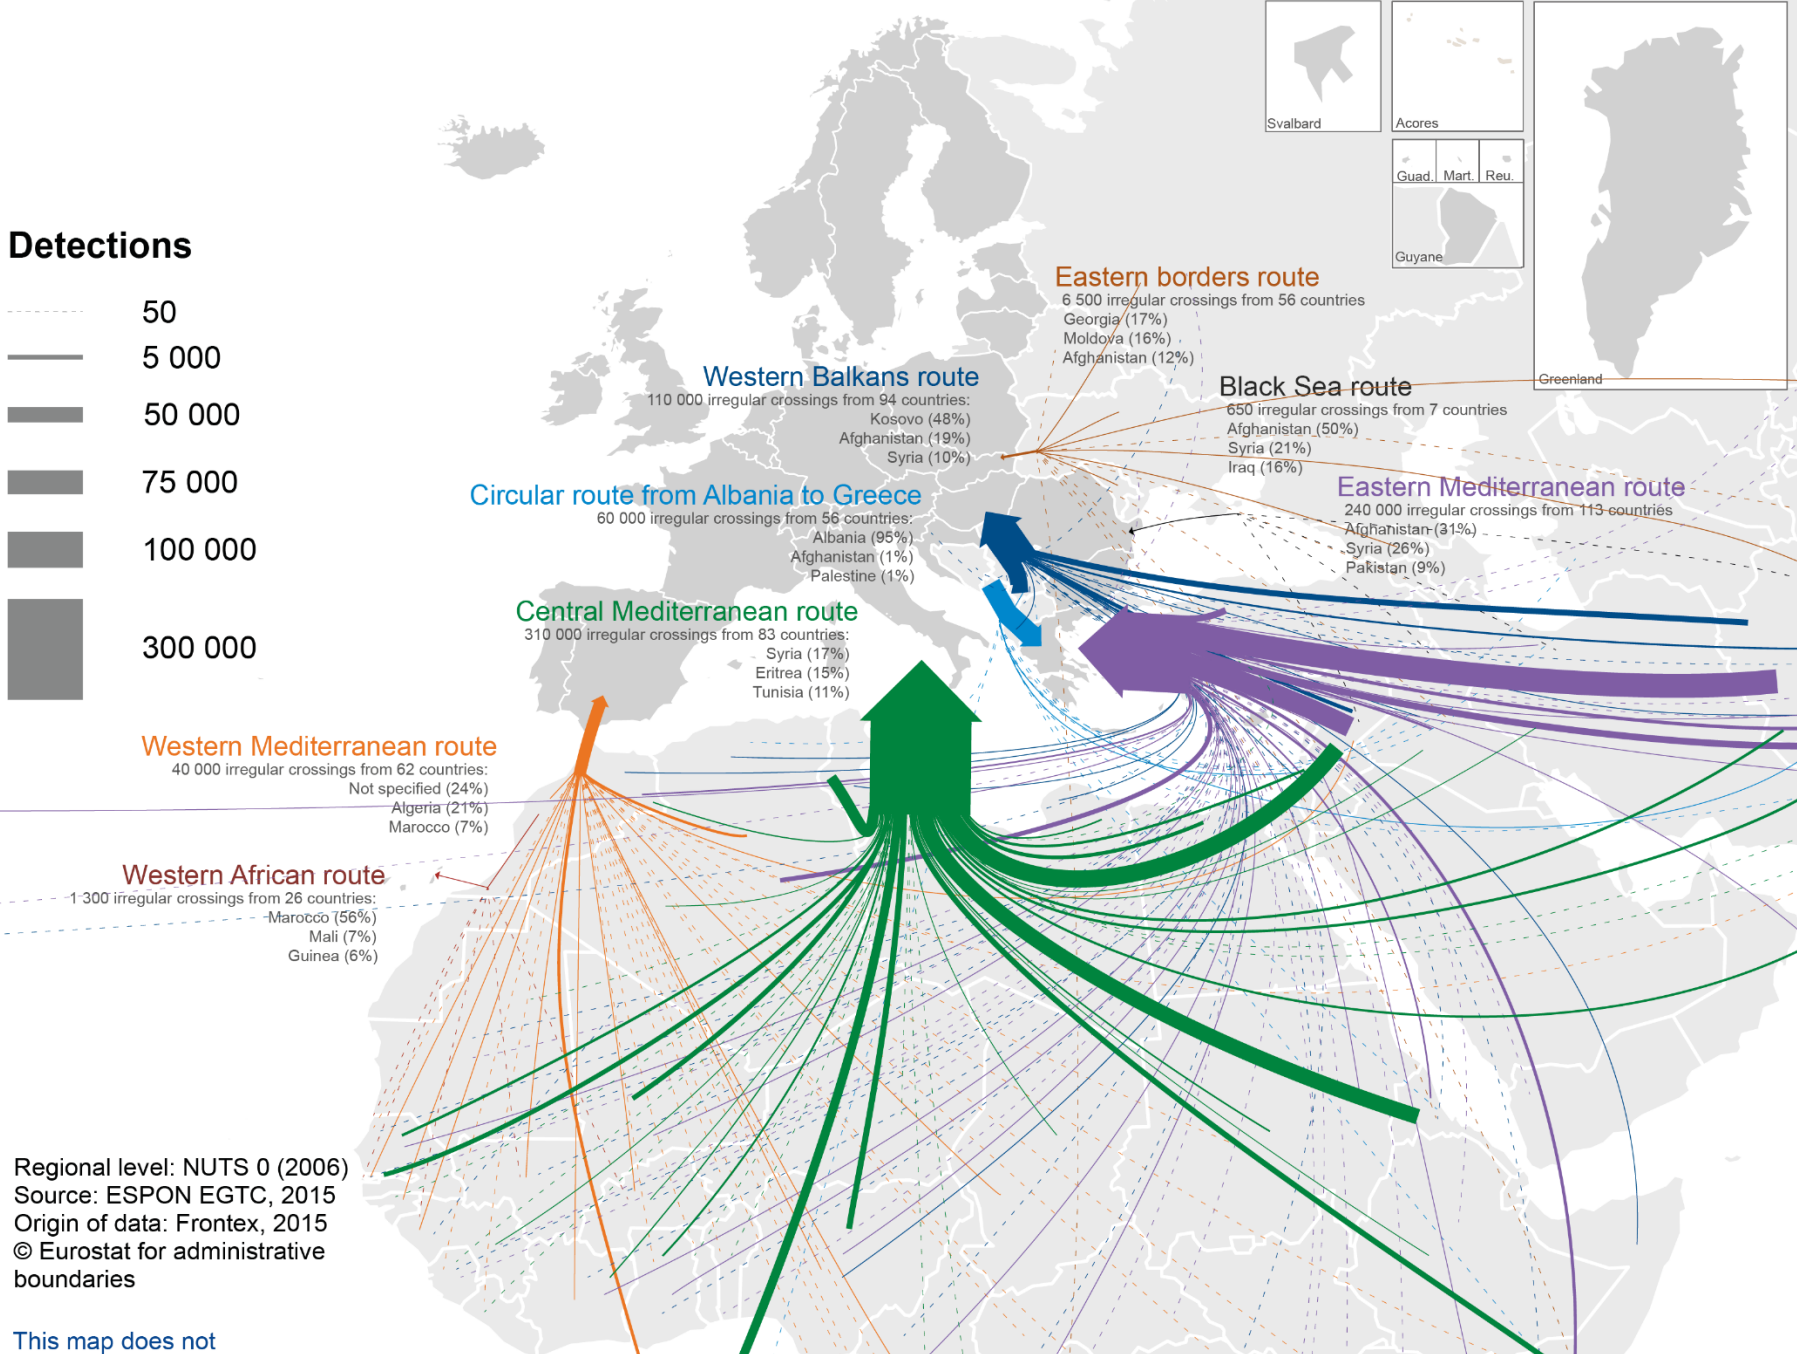 Svalbard
Acores
Guad. Mart. Reu.
Guyane
Greenland
Detections
50
5 000
50 000
75 000
100 000
300 000
Eastern borders route
6 500 irregular crossings from 56 countries
Georgia (17%)
Moldova (16%)
Afghanistan (12%)
Western Balkans route
110 000 irregular crossings from 94 countries:
Kosovo (48%)
Afghanistan (19%)
Syria (10%)
Black Sea route
650 irregular crossings from 7 countries
Afghanistan (50%)
Syria (21%)
Iraq (16%)
Circular route from Albania to Greece
60 000 irregular crossings from 56 countries:
Albania (95%)
Afghanistan (1%)
Palestine (1%)
Eastern Mediterranean route
240 000 irregular crossings from 113 countries
Afghanistan (31%)
Syria (26%)
Pakistan (9%)
Central Mediterranean route
310 000 irregular crossings from 83 countries:
Syria (17%)
Eritrea (15%)
Tunisia (11%)
Western Mediterranean route
40 000 irregular crossings from 62 countries:
Not specified (24%)
Algeria (21%)
Marocco (7%)
Western African route
1 300 irregular crossings from 26 countries:
Marocco (56%)
Mali (7%)
Guinea (6%)
Regional level: NUTS 0 (2006)
Source: ESPON EGTC, 2015
Origin of data: Frontex, 2015
© Eurostat for administrative
boundaries
This map does not